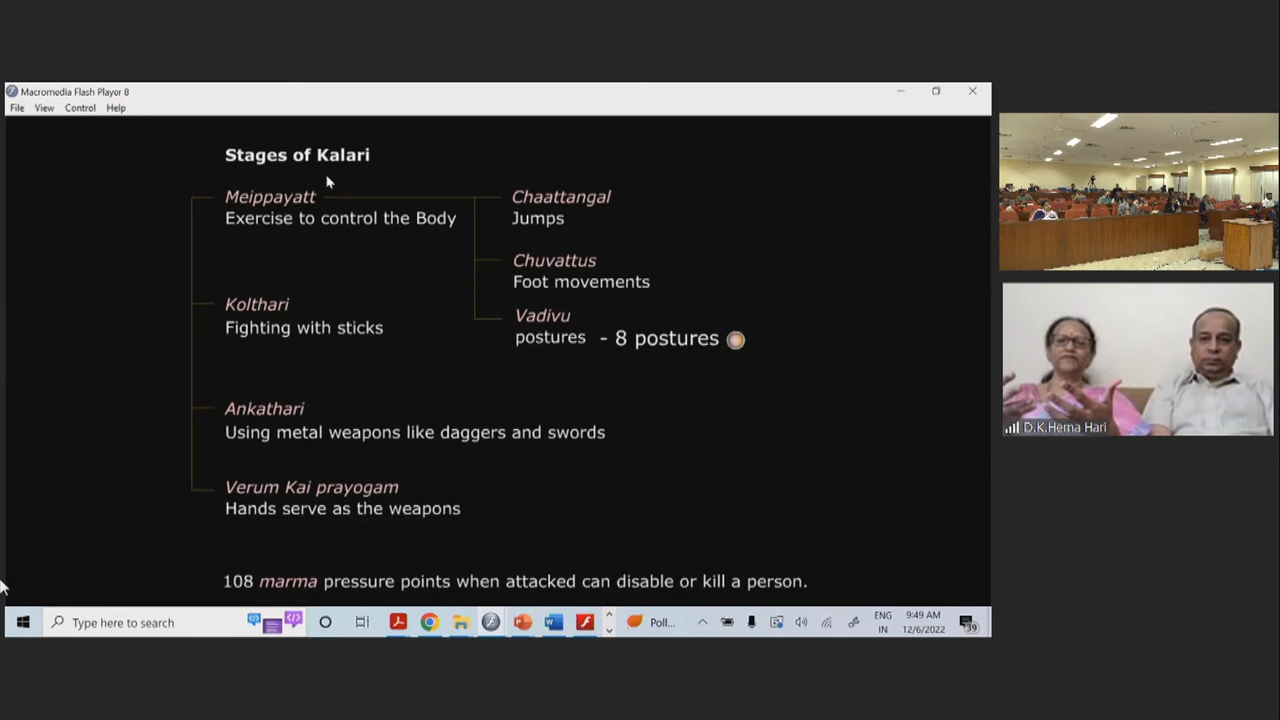 Macromedia Flash Player 8
File View Control Help
Stages of Kalari
Meippayatt
Exercise to control the Body
Chaattangal
Jumps
Chuvattus
Foot movements
Vadivu
postures - 8 postures
Kolthari
Fighting with sticks
Ankathari
Using metal weapons like daggers and swords
Verum Kai prayogam
Hands serve as the weapons
108 marma pressure points when attacked can disable or kill a person.
D.K.Hema Hari
Type here to search
Poll...
ENG
IN
9:49 AM
12/6/2022
39